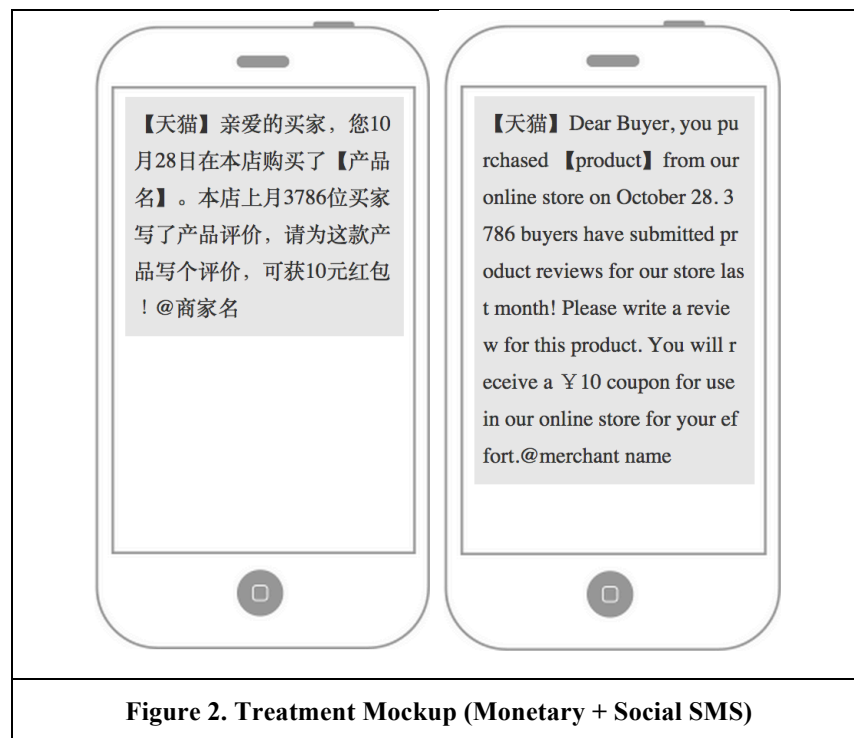 【天猫】亲爱的买家，您10
月28日在本店购买了【产品
名】。本店上月3786位买家
写了产品评价，请为这款产
品写个评价，可获10元红包
！@商家名
【天猫】Dear Buyer, you pu
rchased 【product】from our
online store on October 28. 3
786 buyers have submitted pr
oduct reviews for our store las
t month! Please write a revie
w for this product. You will r
eceive a ￥10 coupon for use
in our online store for your ef
fort.@merchant name
Figure 2. Treatment Mockup (Monetary + Social SMS)